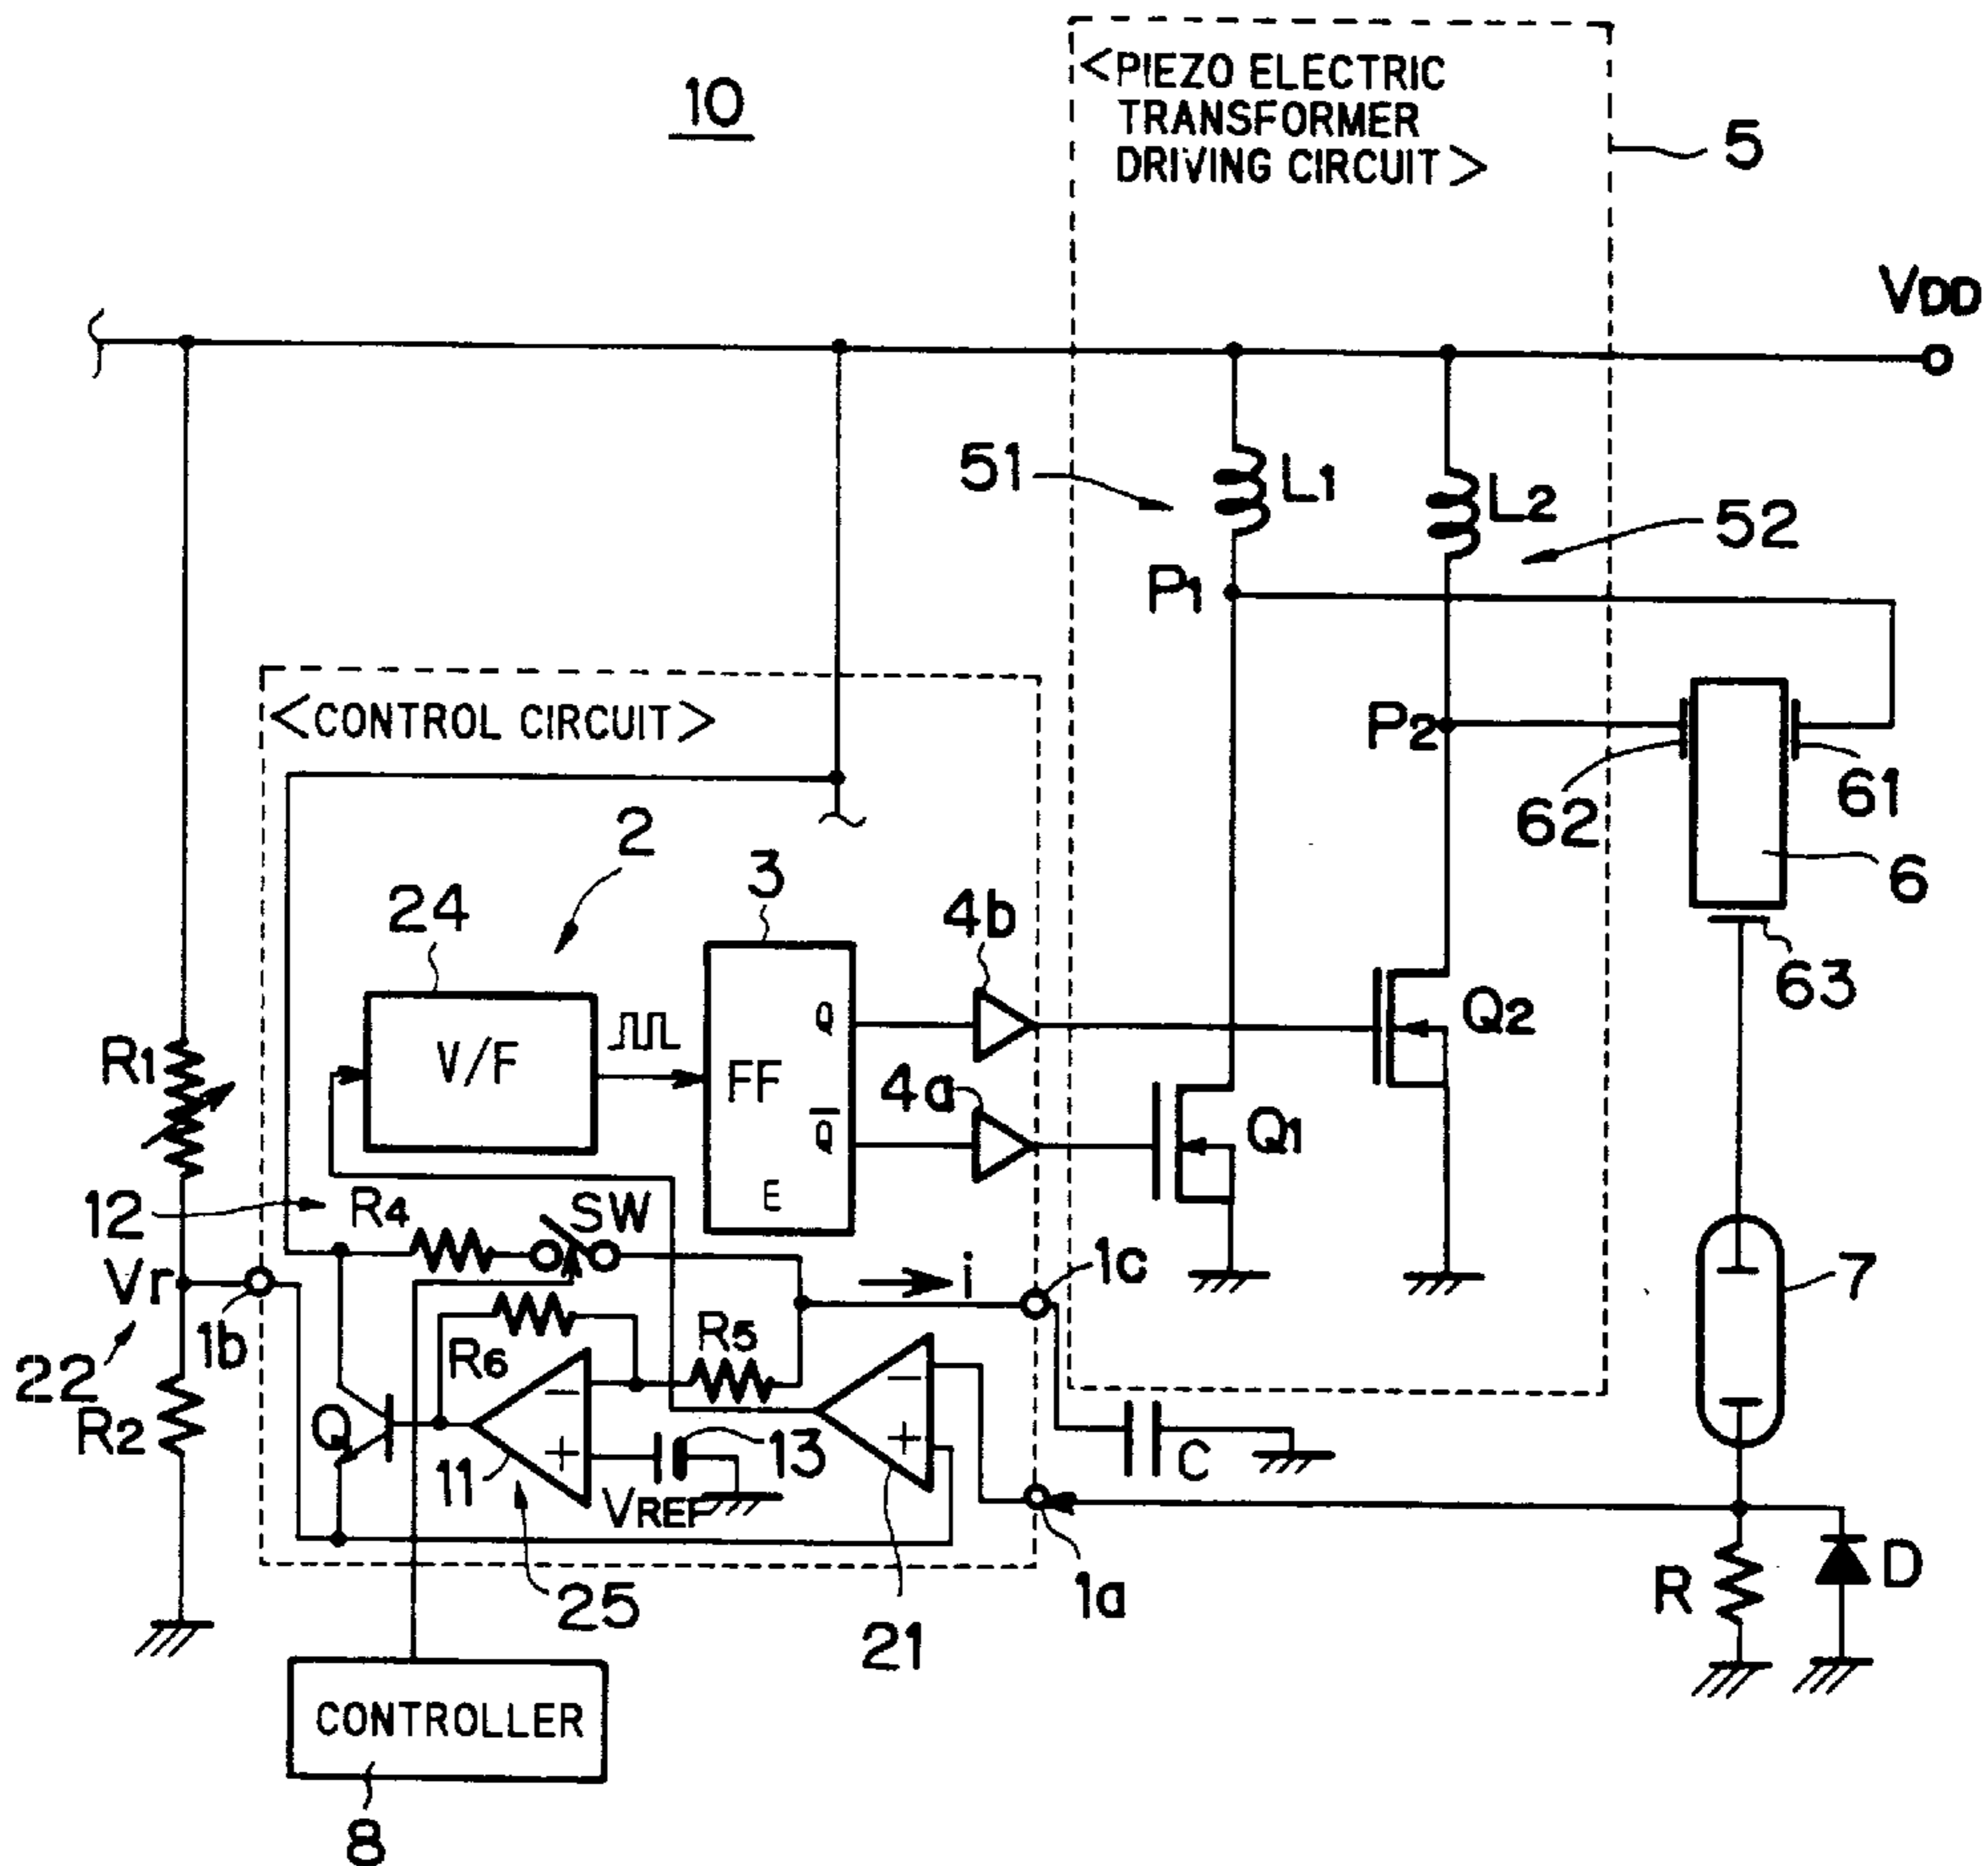 10
<PIEZO ELECTRIC
TRANSFORMER
DRIVING CIRCUIT>
5
VDD
51
L1
L2
52
P1
<CONTROL CIRCUIT>
P2
62
61
2
3
6
24
4b
63
Q
Q2
V/F
FF
R1
4a
Q1
Q̅
E
12
R4
SW
Vr
i
1c
7
1b
R5
22
R6
−
−
R2
Q
+
+
13
11
C
VREF
25
1a
R
D
21
CONTROLLER
8